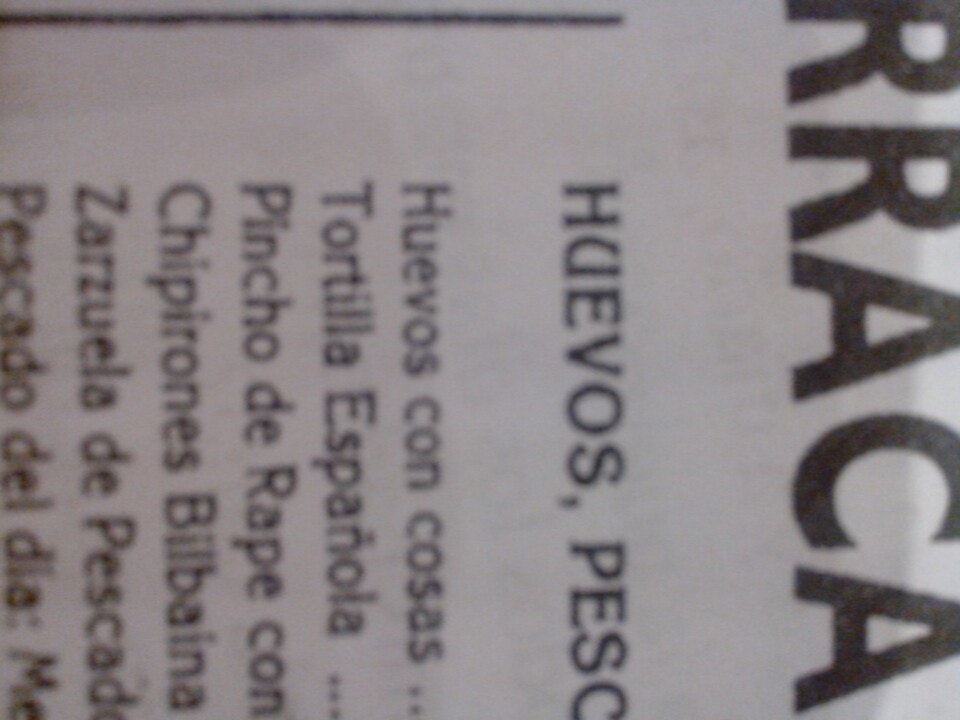 RRACA
HUEVOS, PESC
Huevos con cosas ..
Tortilla Española ...
Pincho de Rape con
Chipirones Bilbaina
Zarzuela de Pescado
Pescado del día: Me